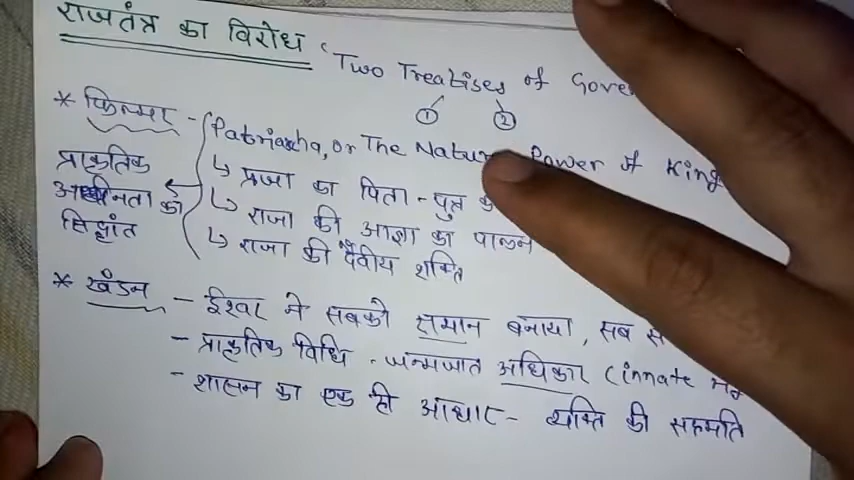 राजतंत्र का विरोध 'Two Treatises of Gove
① ②
* फिल्मर - Patriarcha, or The Natur Power of King
प्राकृतिक
अधीनता का
सिद्धांत
↳ प्रजा का पिता - पुत्र
↳ राजा की आज्ञा का पालन
↳ राजा की दैवीय शक्ति
* खंडन - ईश्वर ने सबको समान बनाया, सब
- प्राकृतिक विधि - जन्मजात अधिकार (innate
- शासन का एक ही आधार - व्यक्ति की सहमति